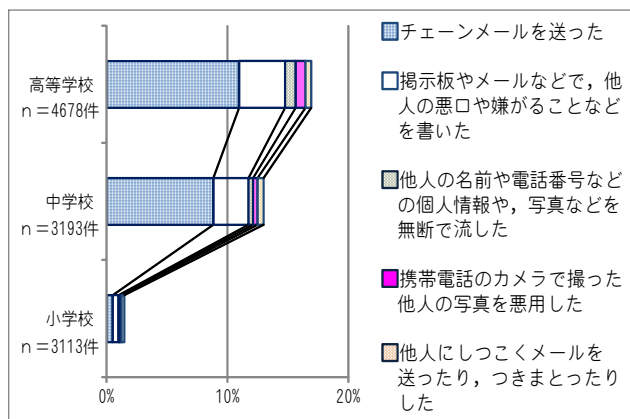 高等学校
n＝4678件
中学校
n＝3193件
小学校
n＝3113件
0%
10%
20%
チェーンメールを送った
掲示板やメールなどで，他
人の悪口や嫌がることなど
を書いた
他人の名前や電話番号など
の個人情報や，写真などを
無断で流した
携帯電話のカメラで撮った
他人の写真を悪用した
他人にしつこくメールを
送ったり，つきまとったり
した